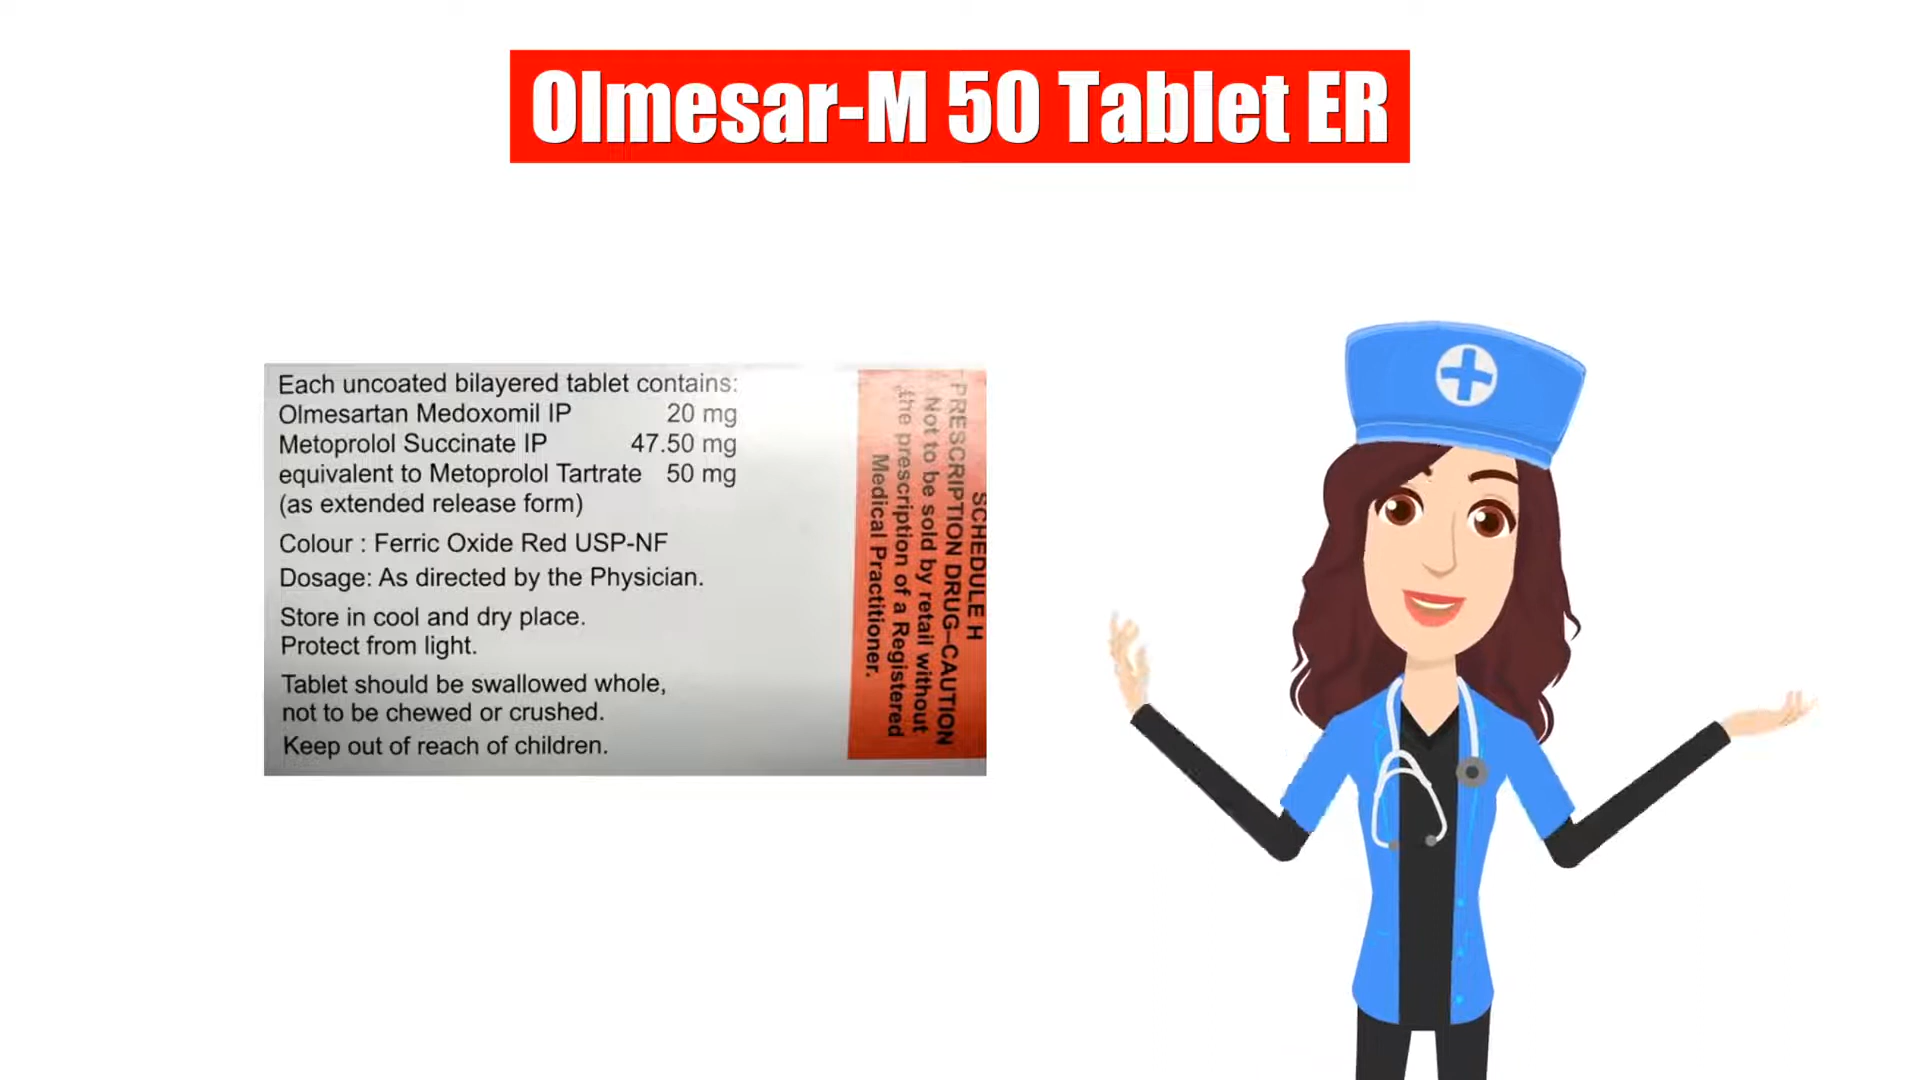 Olmesar-M 50 Tablet ER
Each uncoated bilayered tablet contains:
Olmesartan Medoxomil IP 20 mg
Metoprolol Succinate IP 47.50 mg
equivalent to Metoprolol Tartrate 50 mg
(as extended release form)
Colour : Ferric Oxide Red USP-NF
Dosage: As directed by the Physician.
Store in cool and dry place.
Protect from light.
Tablet should be swallowed whole,
not to be chewed or crushed.
Keep out of reach of children.
SCHEDULE H
PRESCRIPTION DRUG–CAUTION
Not to be sold by retail without
the prescription of a Registered
Medical Practitioner.